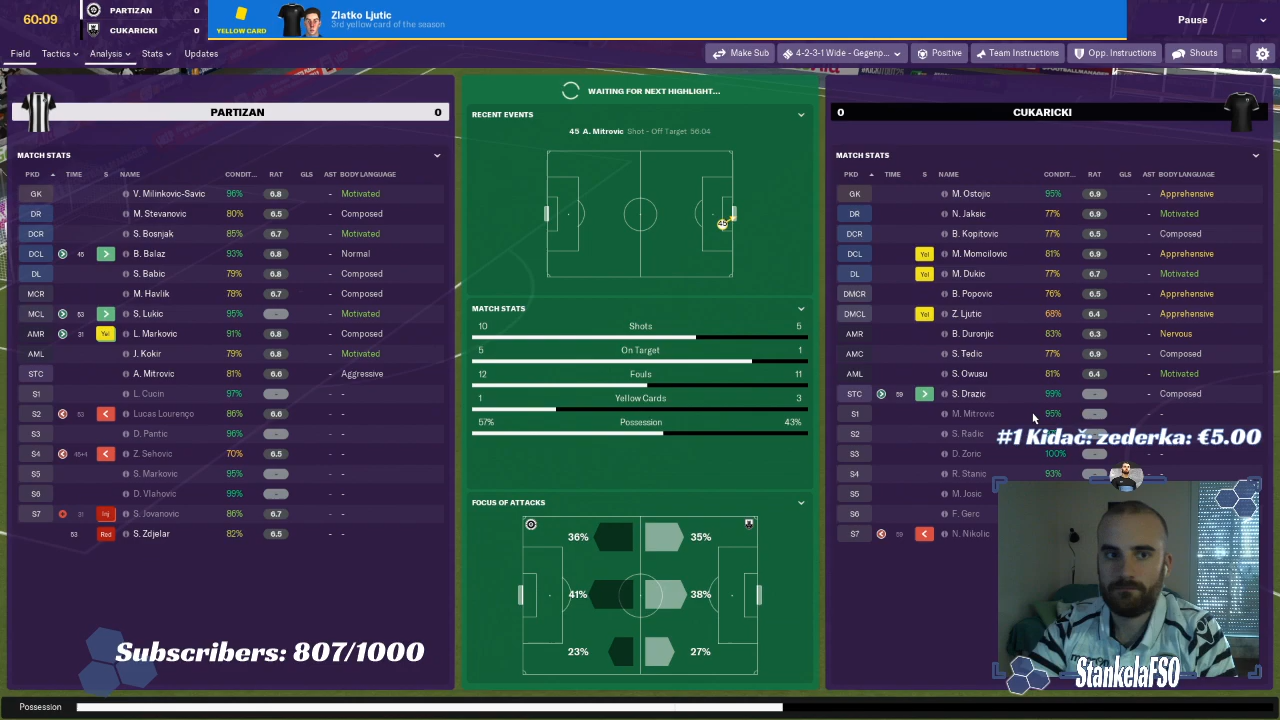 60:09
PARTIZAN 0
CUKARICKI 0
YELLOW CARD
Zlatko Ljutic
3rd yellow card of the season
Pause
Field Tactics Analysis Stats Updates
Make Sub 4-2-3-1 Wide - Gegenp... Positive Team Instructions Opp. Instructions Shouts
PARTIZAN 0
MATCH STATS
PKD TIME S NAME CONDIT... RAT GLS AST BODY LANGUAGE
GK V. Milinkovic-Savic 96% 6.8 - Motivated
DR M. Stevanovic 80% 6.5 - Composed
DCR S. Bosnjak 85% 6.7 - Motivated
DCL 45 B. Balaz 93% 6.8 - Normal
DL S. Babic 79% 6.8 - Composed
MCR M. Havlik 78% 6.7 - Composed
MCL 53 S. Lukic 95% - - Motivated
AMR 31 Yel L. Markovic 91% 6.8 - Composed
AML J. Kokir 79% 6.8 - Motivated
STC A. Mitrovic 81% 6.6 - Aggressive
S1 L. Cucin 97% - - -
S2 53 Lucas Lourenço 86% 6.6 - -
S3 D. Pantic 96% - - -
S4 45+4 Z. Sehovic 70% 6.5 - -
S5 S. Markovic 95% - - -
S6 D. Vlahovic 99% - - -
S7 31 Inj S. Jovanovic 86% 6.7 - -
53 Red S. Zdjelar 82% 6.5 - -
WAITING FOR NEXT HIGHLIGHT...
RECENT EVENTS
45 A. Mitrovic Shot - Off Target 56:04
45
MATCH STATS
10 Shots 5
5 On Target 1
12 Fouls 11
1 Yellow Cards 3
57% Possession 43%
FOCUS OF ATTACKS
36% 35%
41% 38%
23% 27%
0 CUKARICKI
MATCH STATS
PKD TIME S NAME CONDIT... RAT GLS AST BODY LANGUAGE
GK M. Ostojic 95% 6.9 - Apprehensive
DR N. Jaksic 77% 6.9 - Motivated
DCR B. Kopitovic 77% 6.5 - Composed
DCL Yel M. Momcilovic 81% 6.9 - Apprehensive
DL Yel M. Dukic 77% 6.7 - Motivated
DMCR B. Popovic 76% 6.5 - Apprehensive
DMCL Yel Z. Ljutic 68% 6.4 - Apprehensive
AMR B. Duronjic 83% 6.3 - Nervous
AMC S. Tedic 77% 6.9 - Composed
AML S. Owusu 81% 6.4 - Motivated
STC 59 S. Drazic 99% - - Composed
S1 M. Mitrovic 95% - - -
S2 S. Radic
S3 D. Zoric 100% - - -
S4 R. Stanic 93% - - -
S5 M. Josic
S6 F. Gerc
S7 59 N. Nikolic
#1 Kidac: zederka: €5.00
StankelaFSO
Subscribers: 807/1000
Possession